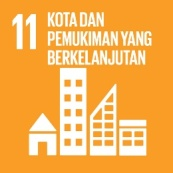 11 KOTA DAN
PEMUKIMAN YANG
BERKELANJUTAN